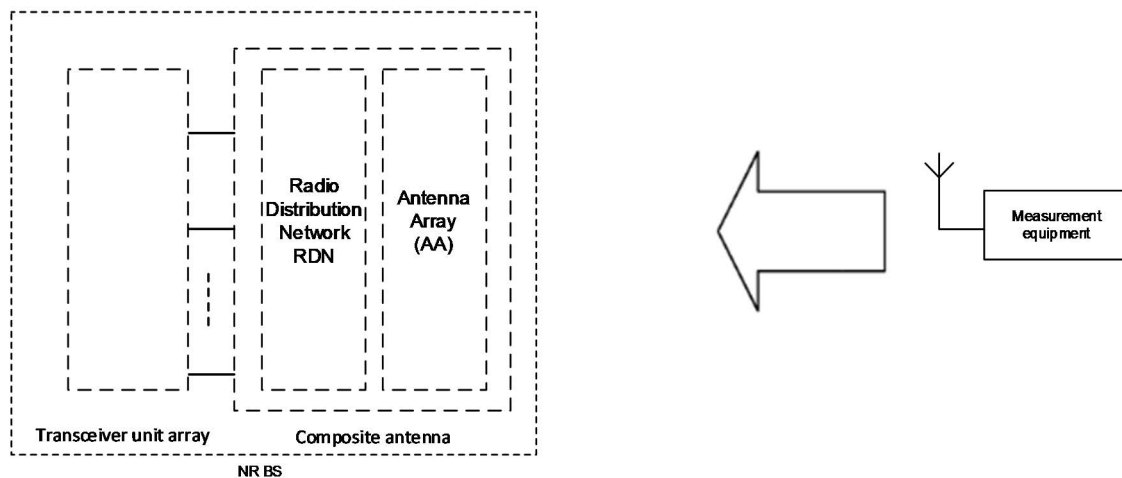 Radio
Distribution
Network
RDN
Antenna
Array
(AA)
Measurement
equipment
Transceiver unit array
Composite antenna
NR BS